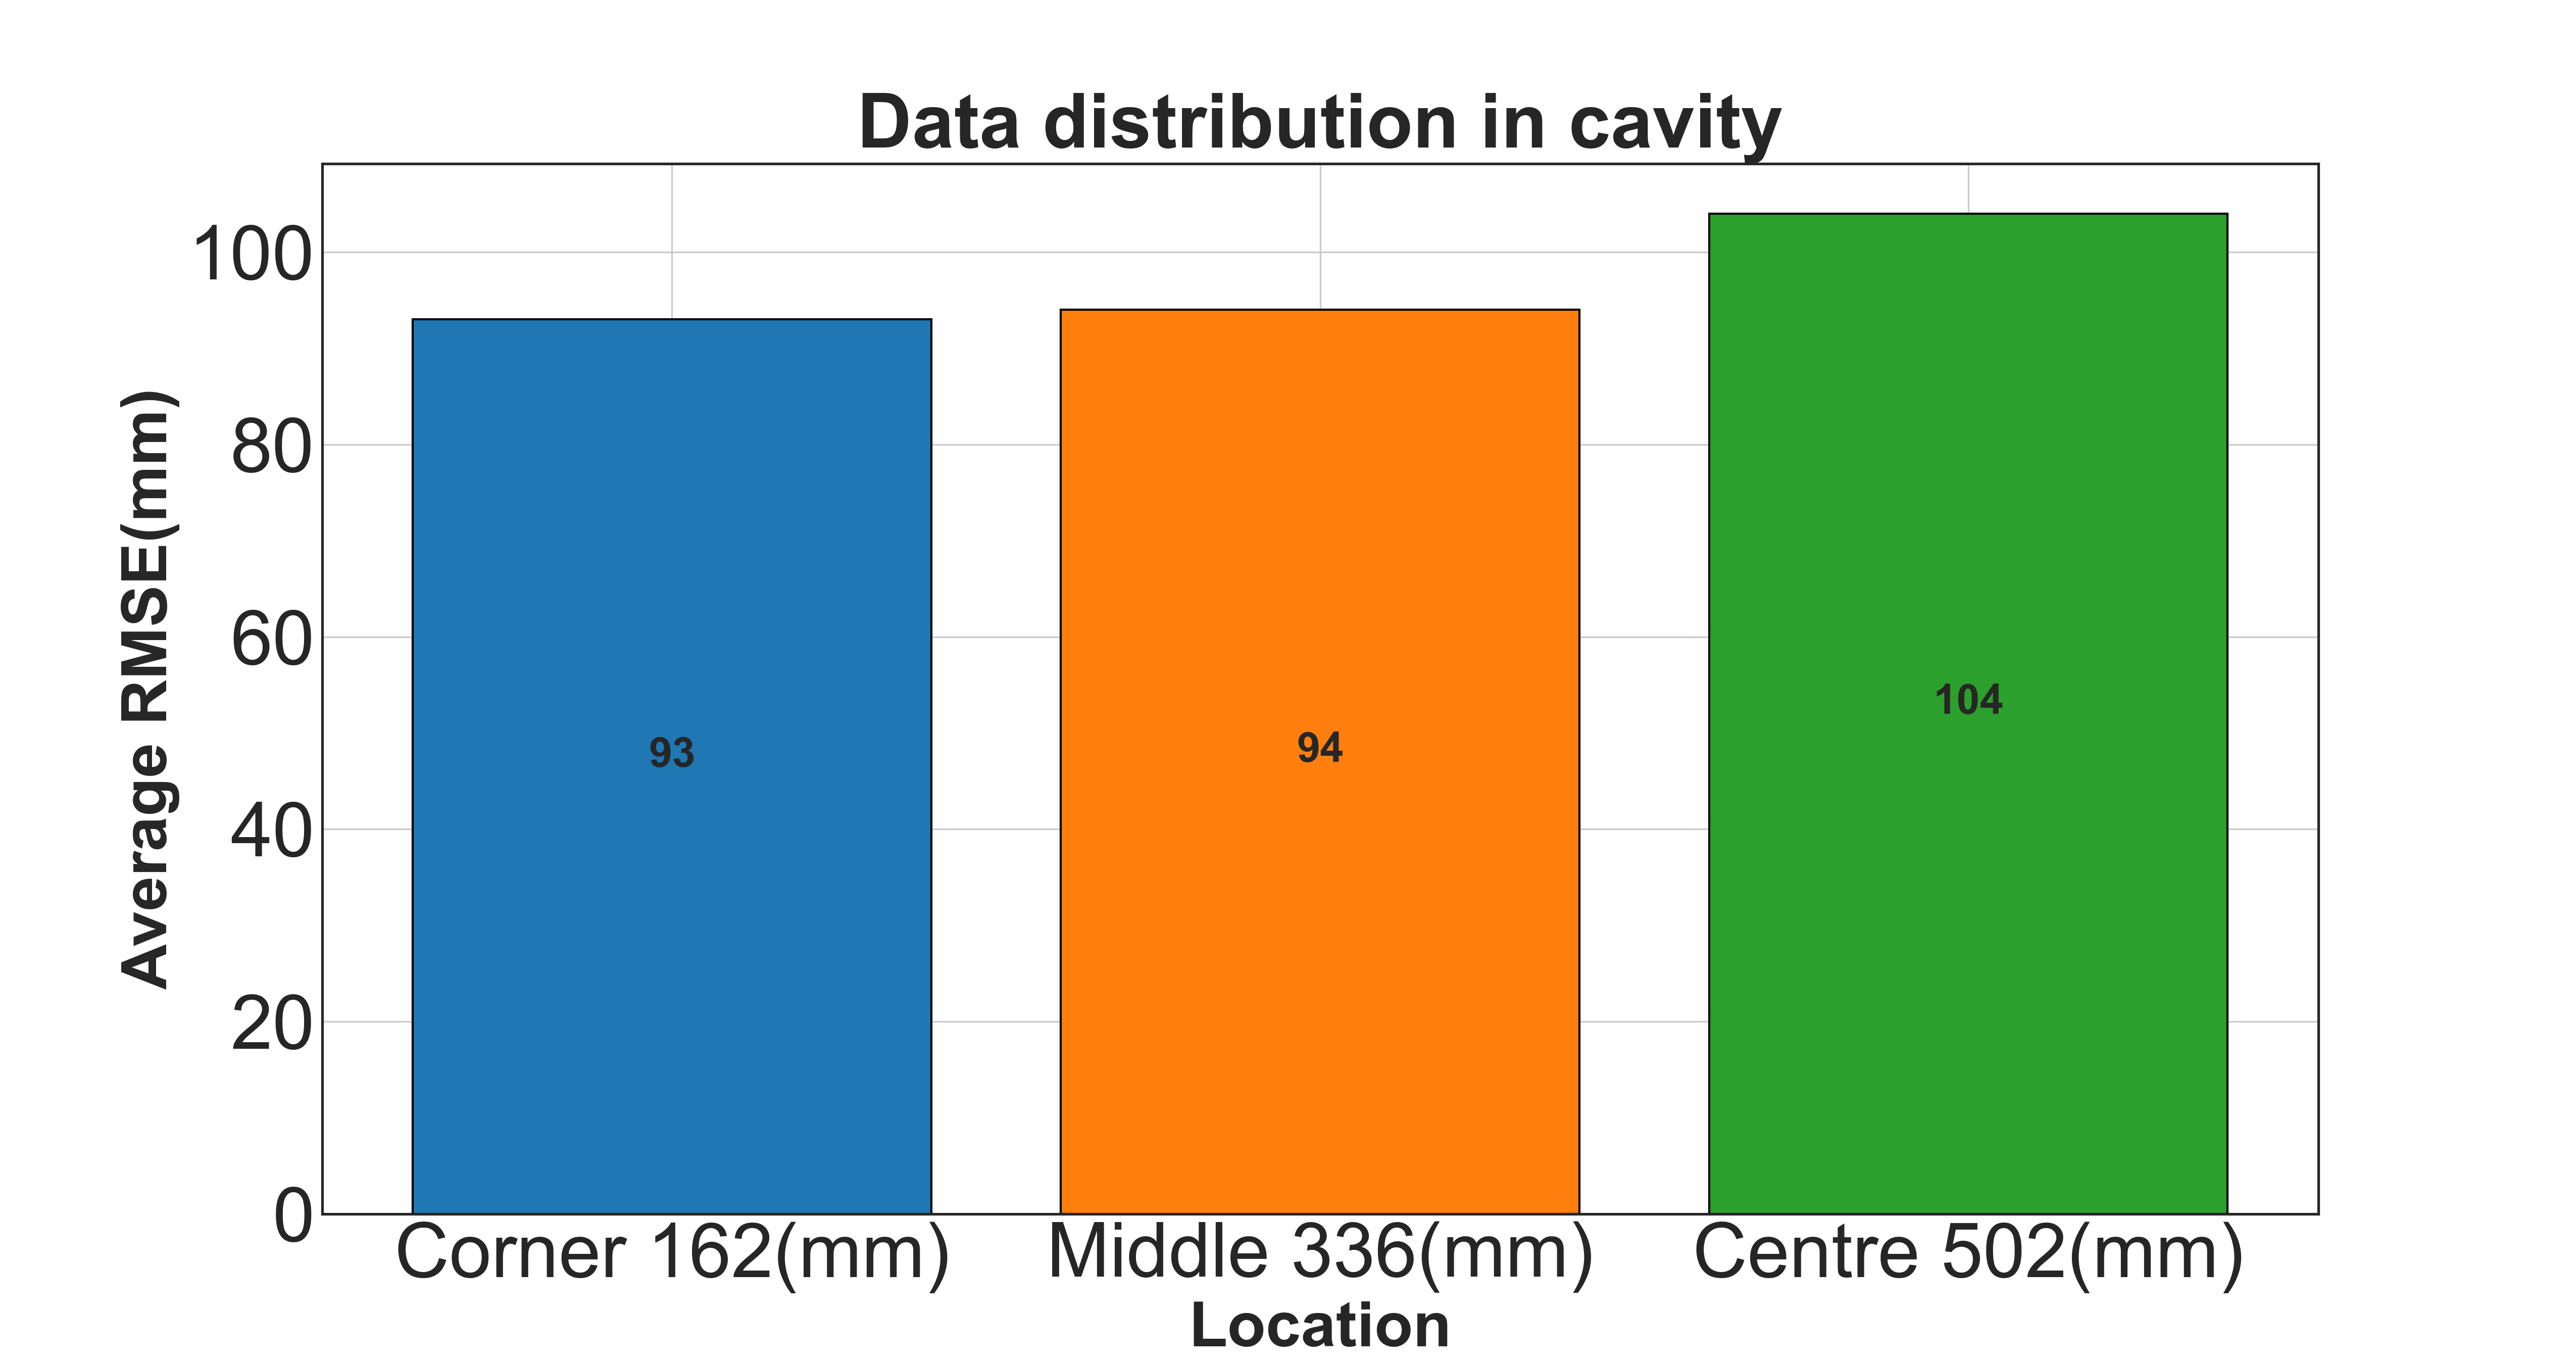 Data distribution in cavity
Average RMSE(mm)
100
80
60
40
20
0
93
94
104
Corner 162(mm)
Middle 336(mm)
Centre 502(mm)
Location